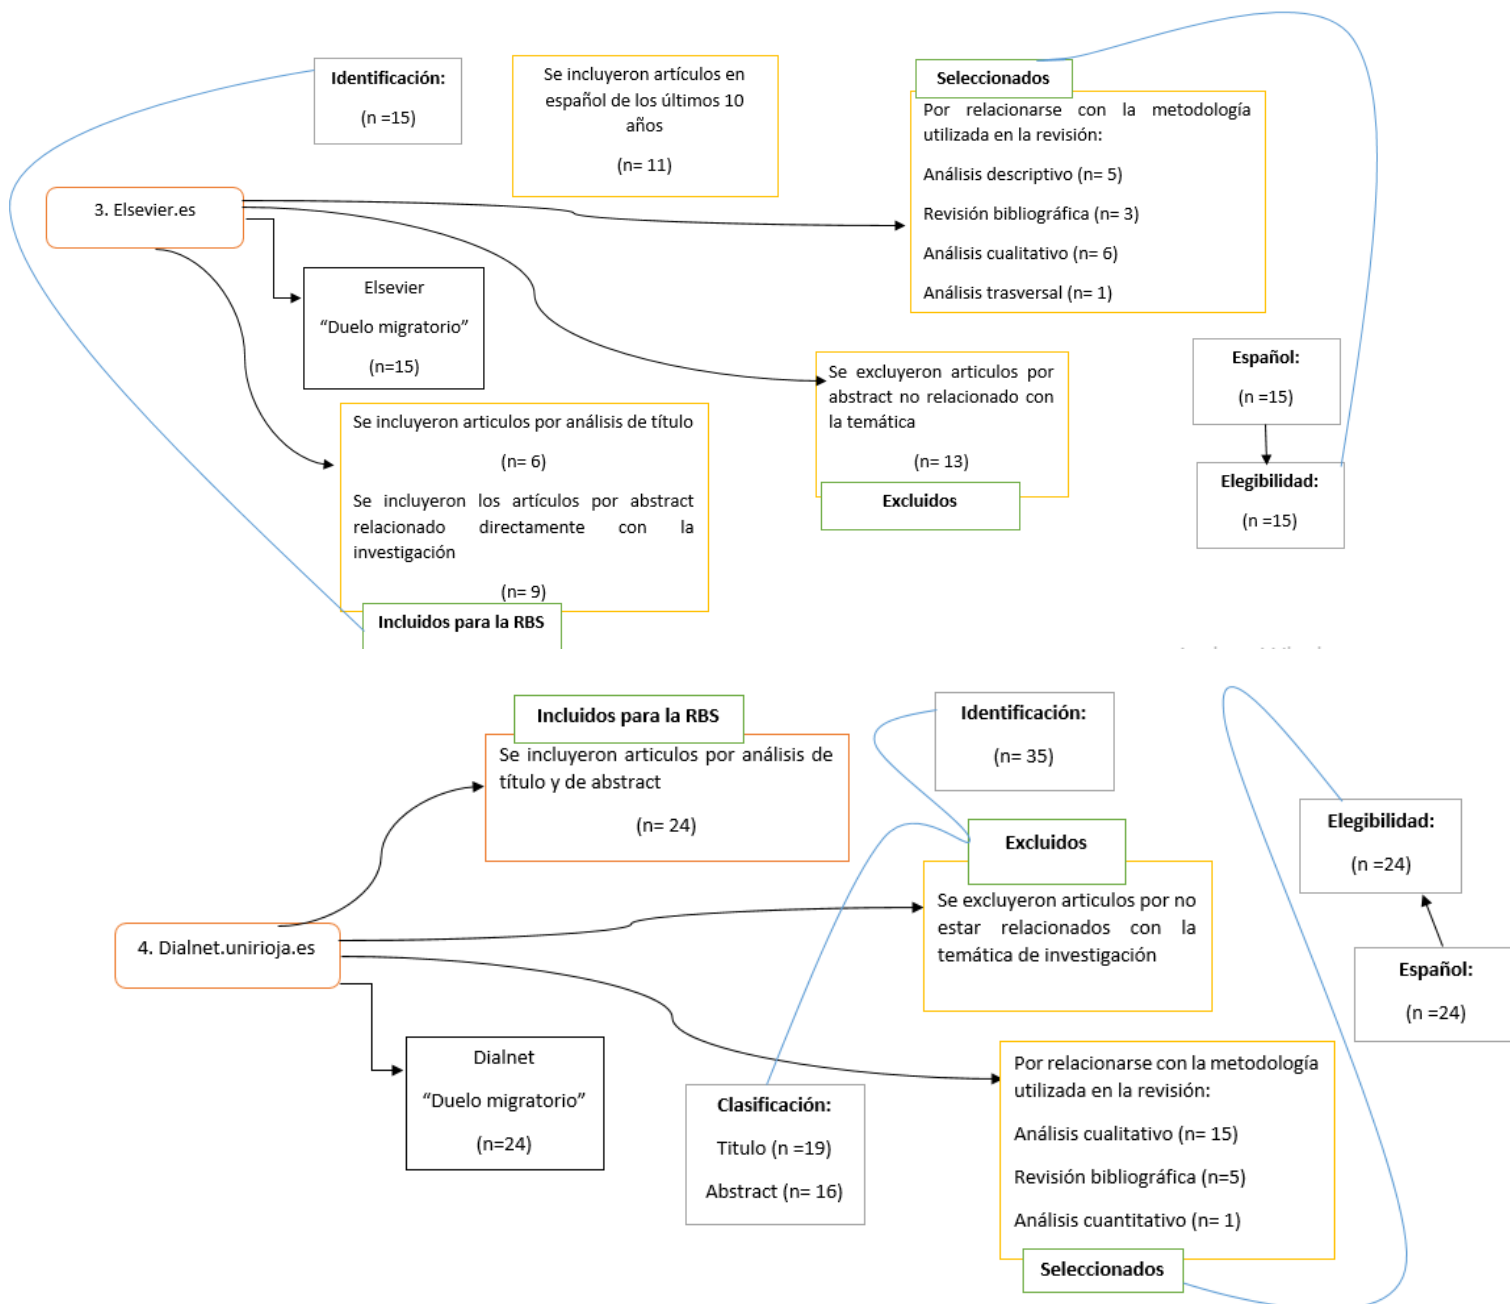 Identificación:
(n =15)
Se incluyeron artículos en
español de los últimos 10
años
(n= 11)
Seleccionados
Por relacionarse con la metodología
utilizada en la revisión:
Análisis descriptivo (n= 5)
Revisión bibliográfica (n= 3)
Análisis cualitativo (n= 6)
Análisis trasversal (n= 1)
3. Elsevier.es
Elsevier
“Duelo migratorio”
(n=15)
Se excluyeron articulos por
abstract no relacionado con
la temática
(n= 13)
Excluidos
Español:
(n =15)
Elegibilidad:
(n =15)
Se incluyeron articulos por análisis de título
(n= 6)
Se incluyeron los artículos por abstract
relacionado directamente con la
investigación
(n= 9)
Incluidos para la RBS
Incluidos para la RBS
Se incluyeron articulos por análisis de
título y de abstract
(n= 24)
Identificación:
(n= 35)
Excluidos
Se excluyeron articulos por no
estar relacionados con la
temática de investigación
Elegibilidad:
(n =24)
Español:
(n =24)
4. Dialnet.unirioja.es
Dialnet
“Duelo migratorio”
(n=24)
Clasificación:
Titulo (n =19)
Abstract (n= 16)
Por relacionarse con la metodología
utilizada en la revisión:
Análisis cualitativo (n= 15)
Revisión bibliográfica (n=5)
Análisis cuantitativo (n= 1)
Seleccionados